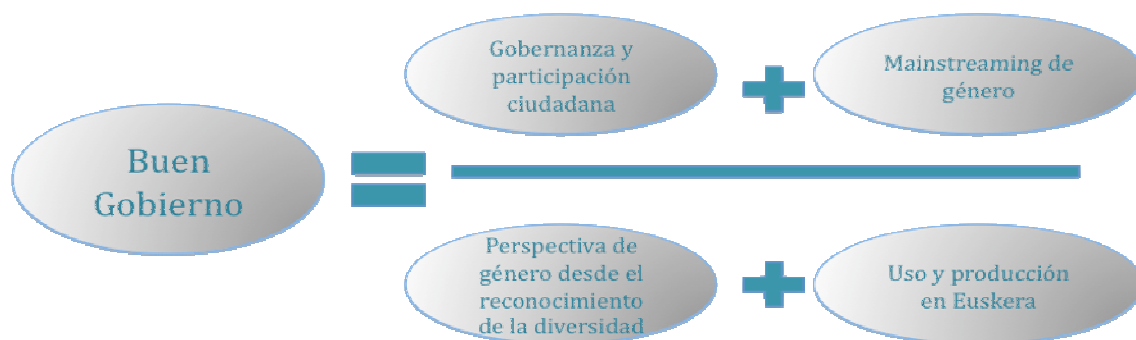 Buen
Gobierno
Gobernanza y
participación
ciudadana
Mainstreaming de
género
Perspectiva de
género desde el
reconocimiento
de la diversidad
Uso y producción
en Euskera